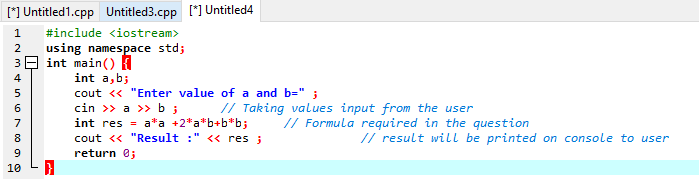 [*] Untitled1.cpp Untitled3.cpp [*] Untitled4
1 #include <iostream>
2 using namespace std;
3 int main() {
4 int a,b;
5 cout << "Enter value of a and b=" ;
6 cin >> a >> b ; // Taking values input from the user
7 int res = a*a +2*a*b+b*b; // Formula required in the question
8 cout << "Result :" << res ; // result will be printed on console to user
9 return 0;
10 }